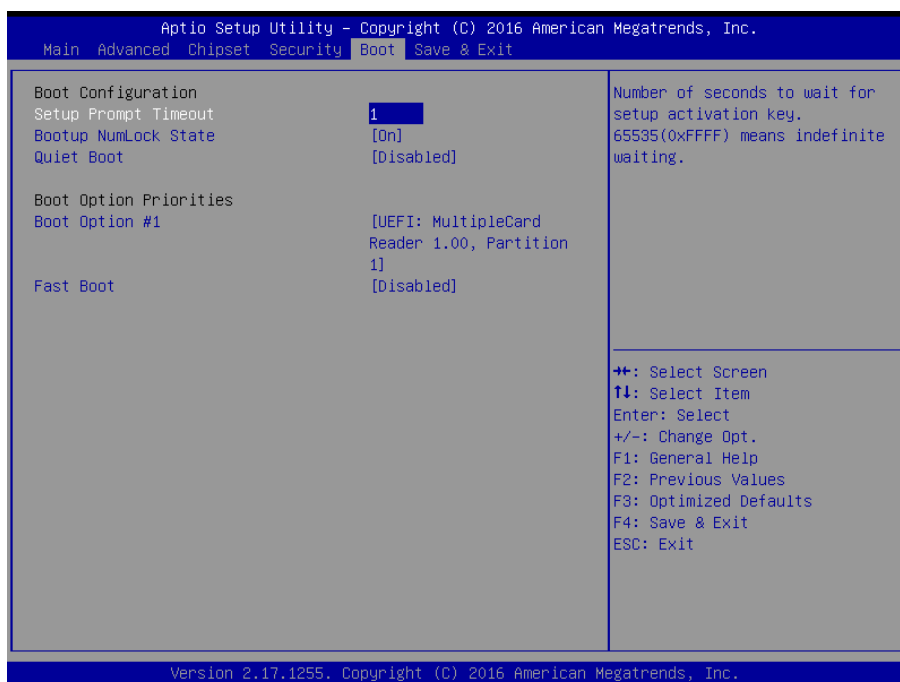 Aptio Setup Utility – Copyright (C) 2016 American Megatrends, Inc.
Main Advanced Chipset Security Boot Save & Exit
Boot Configuration
Setup Prompt Timeout 1
Bootup NumLock State [On]
Quiet Boot [Disabled]
Boot Option Priorities
Boot Option #1 [UEFI: MultipleCard
Reader 1.00, Partition
1]
Fast Boot [Disabled]
Number of seconds to wait for
setup activation key.
65535(0xFFFF) means indefinite
waiting.
→←: Select Screen
↑↓: Select Item
Enter: Select
+/-: Change Opt.
F1: General Help
F2: Previous Values
F3: Optimized Defaults
F4: Save & Exit
ESC: Exit
Version 2.17.1255. Copyright (C) 2016 American Megatrends, Inc.